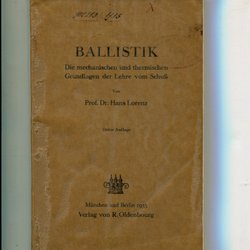 BALLISTIK
Die mechanischen und thermischen
Grundlagen der Lehre vom Schuß
Von
Prof. Dr. Hans Lorenz
Auflage
München und Berlin 1935
Verlag von R. Oldenbourg